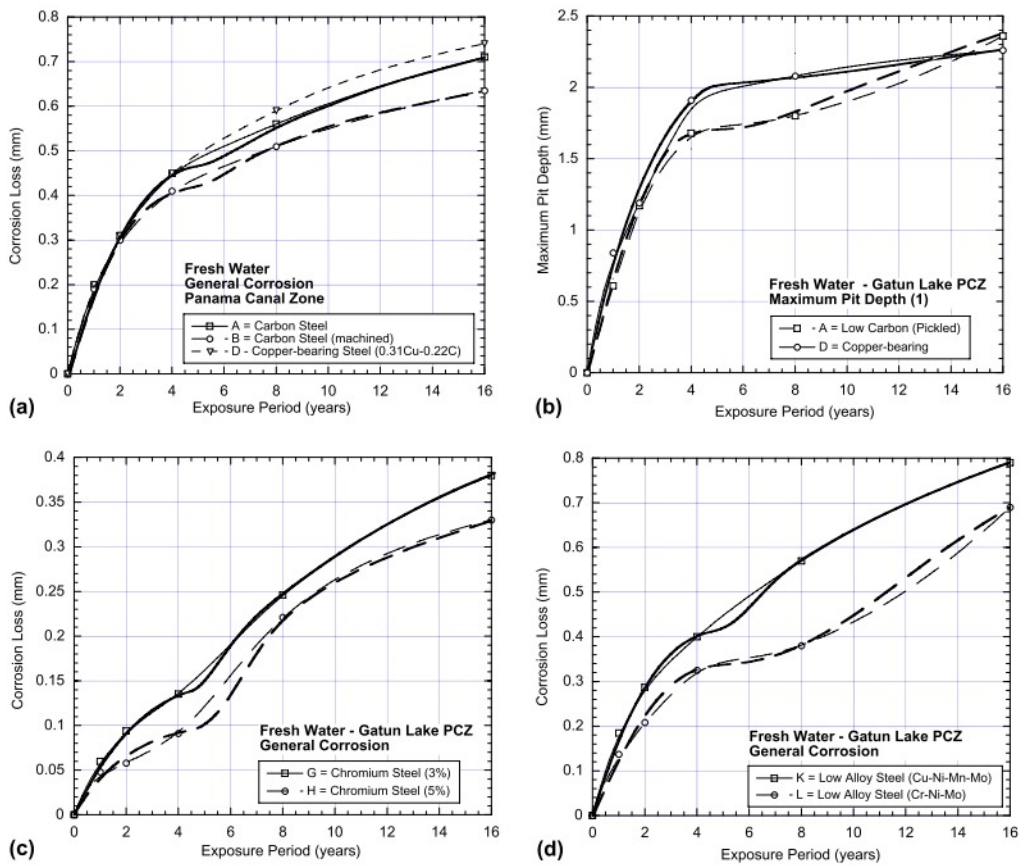 (a)
Corrosion Loss (mm)
0.8
0.7
0.6
0.5
0.4
0.3
0.2
0.1
0
Fresh Water
General Corrosion
Panama Canal Zone
A = Carbon Steel
- B = Carbon Steel (machined)
- D - Copper-bearing Steel (0.31Cu-0.22C)
0 2 4 6 8 10 12 14 16
Exposure Period (years)
(b)
Maximum Pit Depth (mm)
2.5
2
1.5
1
0.5
0
Fresh Water - Gatun Lake PCZ
Maximum Pit Depth (1)
- A = Low Carbon (Pickled)
D = Copper-bearing
0 2 4 6 8 10 12 14 16
Exposure Period (years)
(c)
Corrosion Loss (mm)
0.4
0.35
0.3
0.25
0.2
0.15
0.1
0.05
0
Fresh Water - Gatun Lake PCZ
General Corrosion
G = Chromium Steel (3%)
- H = Chromium Steel (5%)
0 2 4 6 8 10 12 14 16
Exposure Period (years)
(d)
Corrosion Loss (mm)
0.8
0.7
0.6
0.5
0.4
0.3
0.2
0.1
0
Fresh Water - Gatun Lake PCZ
General Corrosion
K = Low Alloy Steel (Cu-Ni-Mn-Mo)
- L = Low Alloy Steel (Cr-Ni-Mo)
0 2 4 6 8 10 12 14 16
Exposure Period (years)